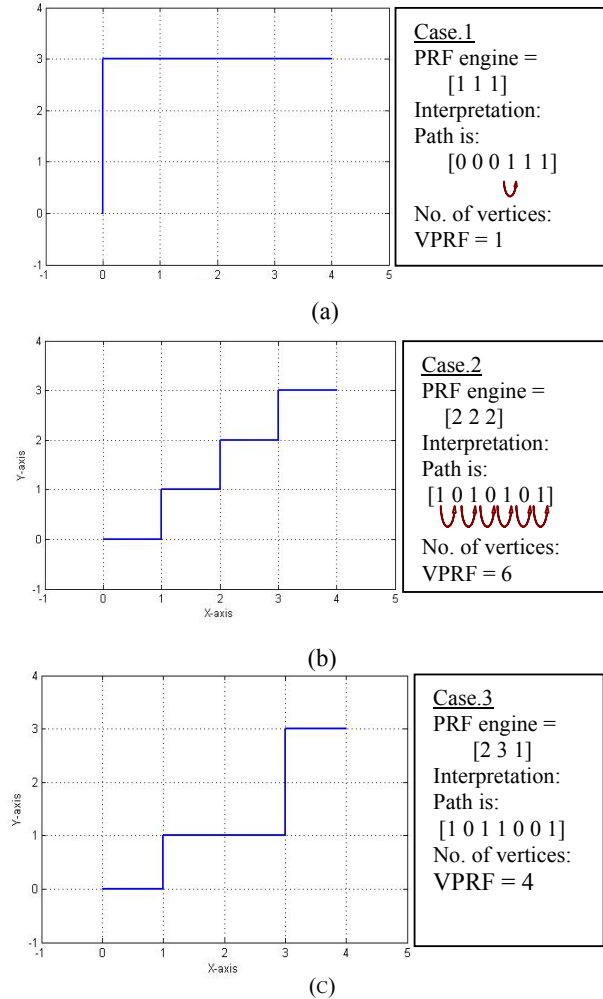 4
3
2
1
0
-1
-1 0 1 2 3 4 5
Case.1
PRF engine =
[1 1 1]
Interpretation:
Path is:
[0 0 0 1 1 1]
No. of vertices:
VPRF = 1
(a)
4
3
2
1
0
-1
Y-axis
-1 0 1 2 3 4 5
X-axis
Case.2
PRF engine =
[2 2 2]
Interpretation:
Path is:
[1 0 1 0 1 0 1]
No. of vertices:
VPRF = 6
(b)
4
3
2
1
0
-1
Y-axis
-1 0 1 2 3 4 5
X-axis
Case.3
PRF engine =
[2 3 1]
Interpretation:
Path is:
[1 0 1 1 0 0 1]
No. of vertices:
VPRF = 4
(C)